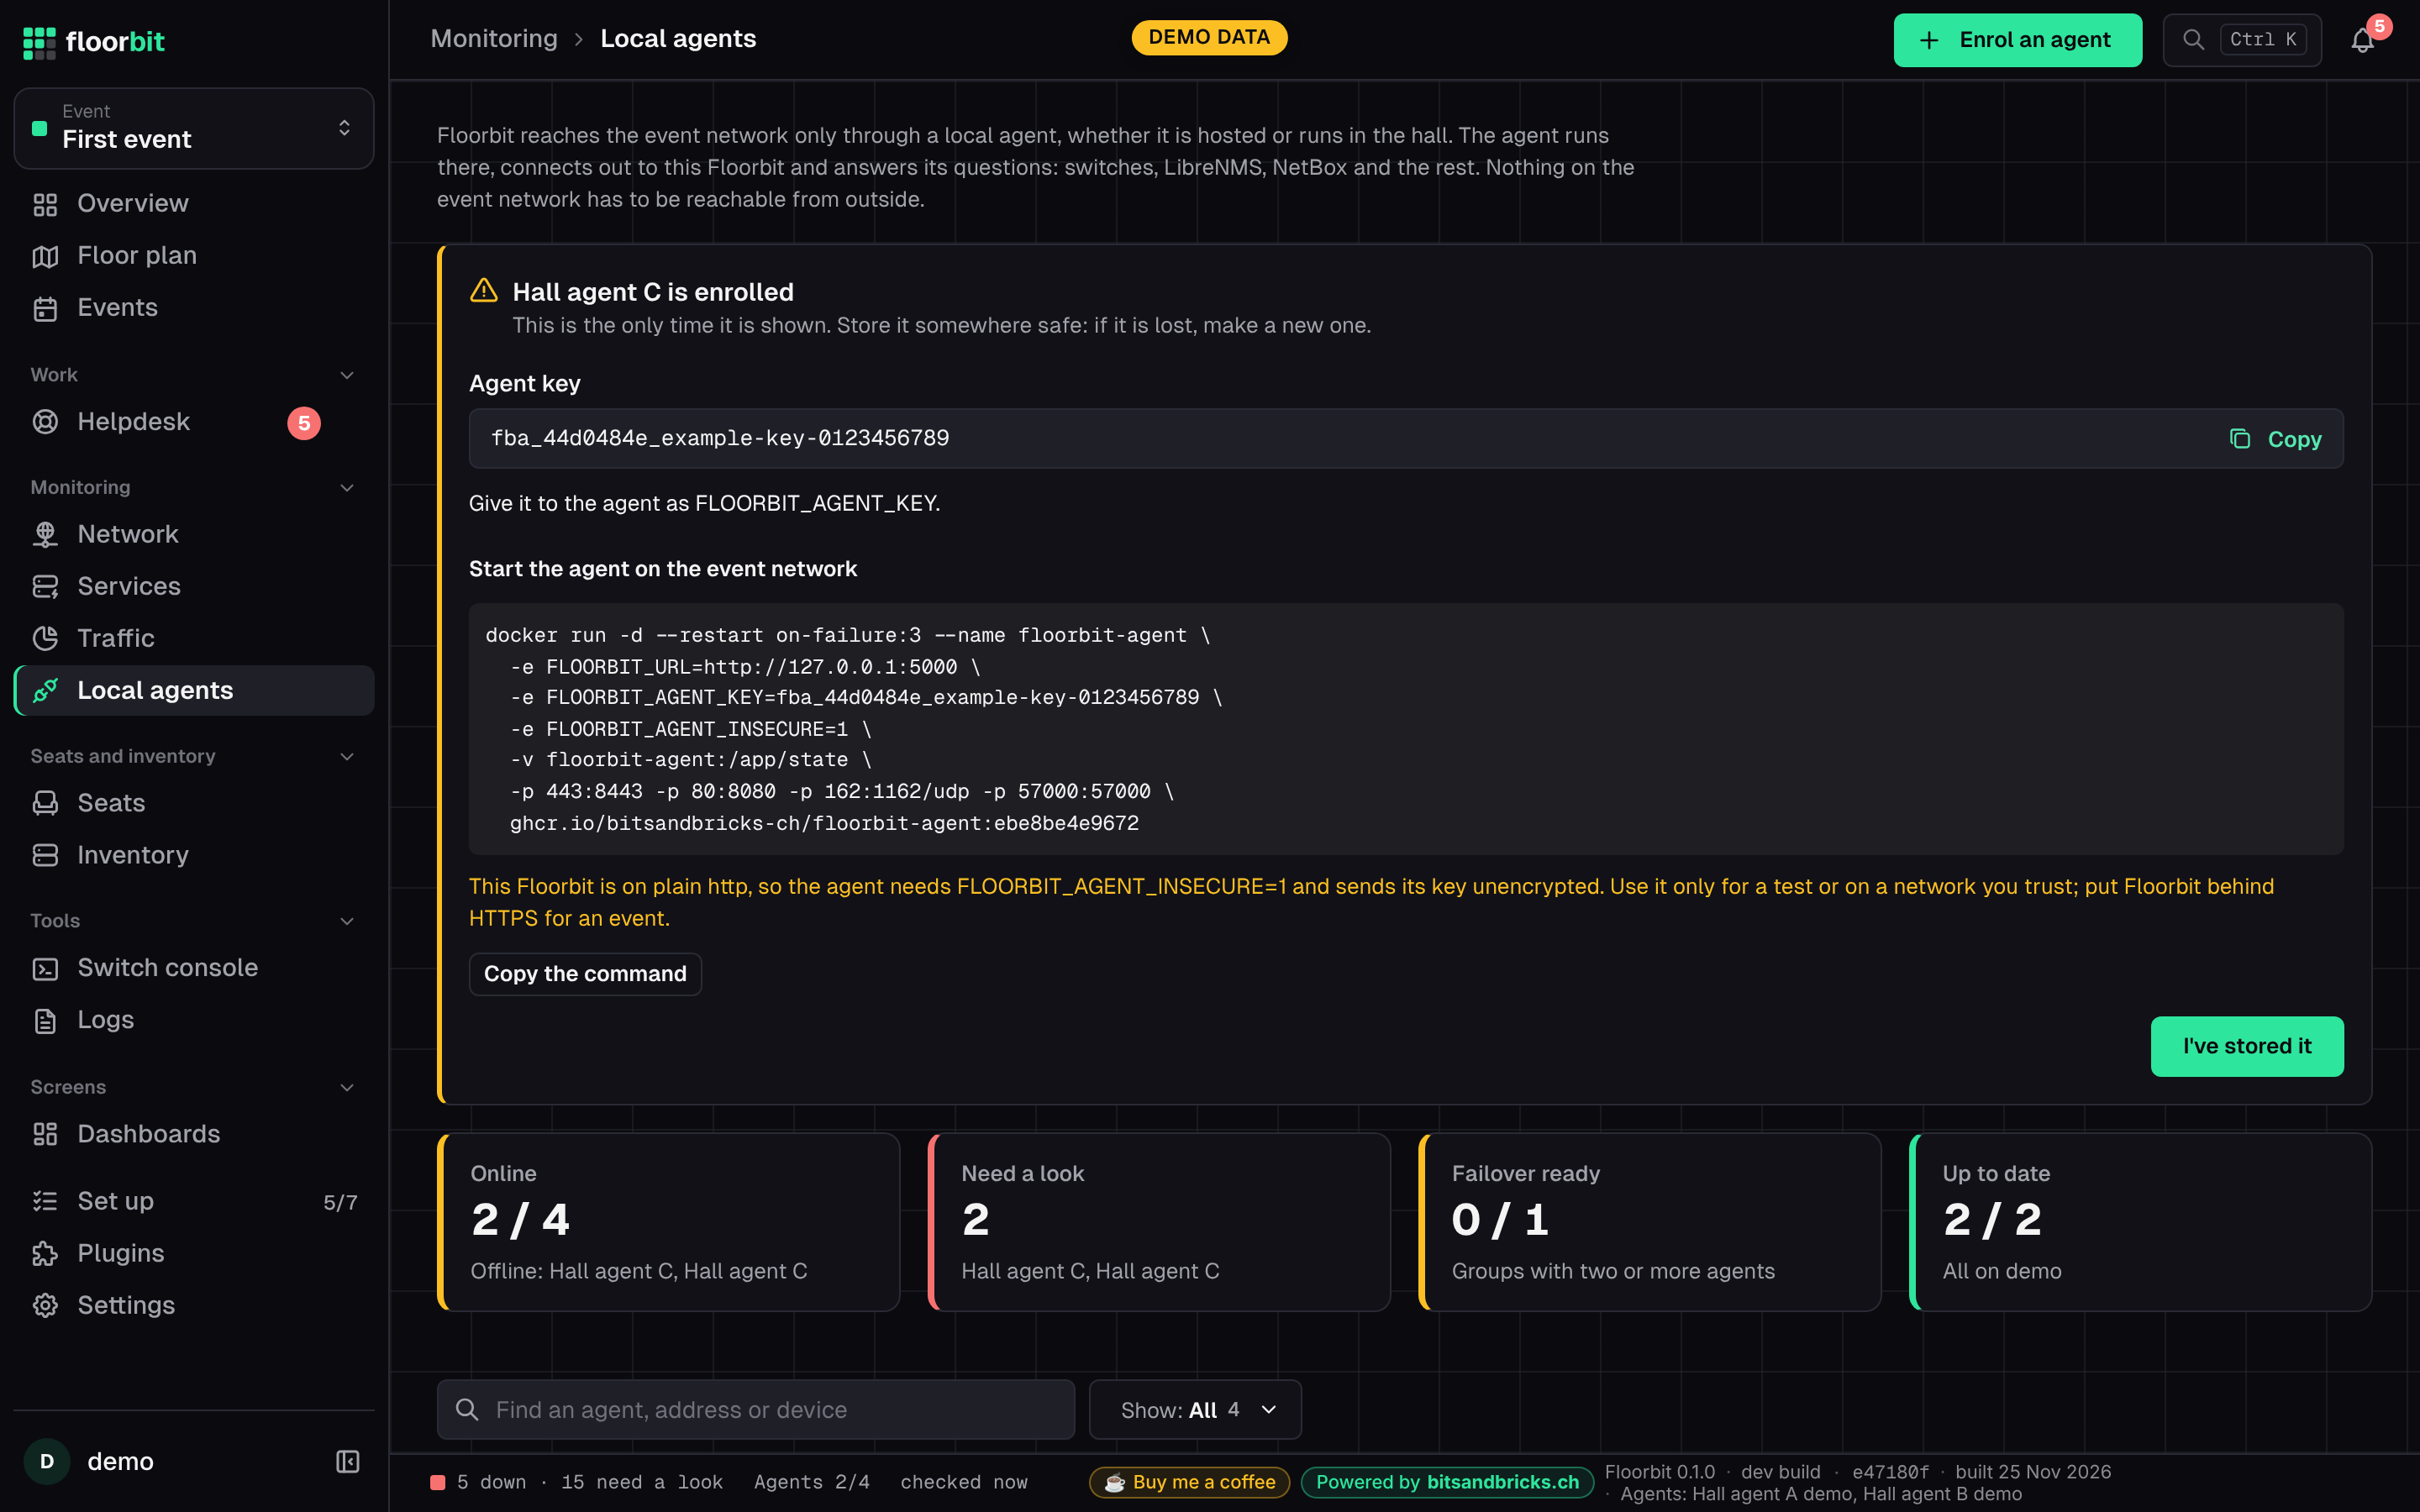 floorbit
Event
First event
Overview
Floor plan
Events
Work
Helpdesk 5
Monitoring
Network
Services
Traffic
Local agents
Seats and inventory
Seats
Inventory
Tools
Switch console
Logs
Screens
Dashboards
Set up 5/7
Plugins
Settings
D demo
Monitoring > Local agents
DEMO DATA
+ Enrol an agent
Ctrl K
5
Floorbit reaches the event network only through a local agent, whether it is hosted or runs in the hall. The agent runs
there, connects out to this Floorbit and answers its questions: switches, LibreNMS, NetBox and the rest. Nothing on the
event network has to be reachable from outside.
Hall agent C is enrolled
This is the only time it is shown. Store it somewhere safe: if it is lost, make a new one.
Agent key
fba_44d0484e_example-key-0123456789
Copy
Give it to the agent as FLOORBIT_AGENT_KEY.
Start the agent on the event network
docker run -d --restart on-failure:3 --name floorbit-agent \
-e FLOORBIT_URL=http://127.0.0.1:5000 \
-e FLOORBIT_AGENT_KEY=fba_44d0484e_example-key-0123456789 \
-e FLOORBIT_AGENT_INSECURE=1 \
-v floorbit-agent:/app/state \
-p 443:8443 -p 80:8080 -p 162:1162/udp -p 57000:57000 \
ghcr.io/bitsandbricks-ch/floorbit-agent:ebe8be4e9672
This Floorbit is on plain http, so the agent needs FLOORBIT_AGENT_INSECURE=1 and sends its key unencrypted. Use it only for a test or on a network you trust; put Floorbit behind
HTTPS for an event.
Copy the command
I've stored it
Online
2 / 4
Offline: Hall agent C, Hall agent C
Need a look
2
Hall agent C, Hall agent C
Failover ready
0 / 1
Groups with two or more agents
Up to date
2 / 2
All on demo
Find an agent, address or device
Show: All 4
5 down · 15 need a look Agents 2/4 checked now
Buy me a coffee
Powered by bitsandbricks.ch
Floorbit 0.1.0 · dev build · e47180f · built 25 Nov 2026
· Agents: Hall agent A demo, Hall agent B demo